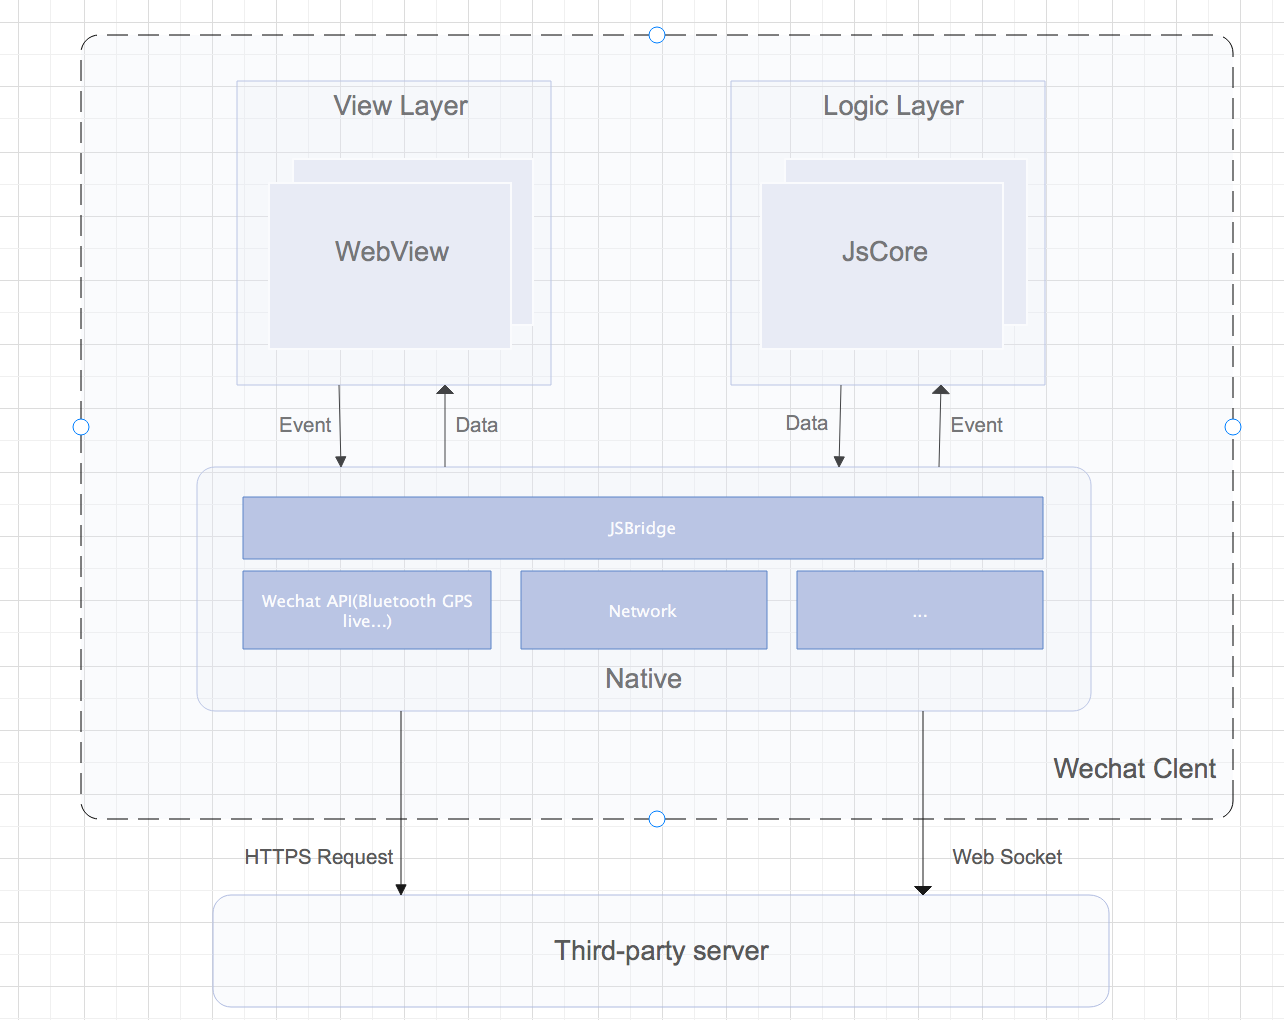 View Layer
Logic Layer
WebView
JsCore
Event
Data
Data
Event
JSBridge
Wechat API(Bluetooth GPS
live...)
Network
...
Native
Wechat Clent
HTTPS Request
Web Socket
Third-party server